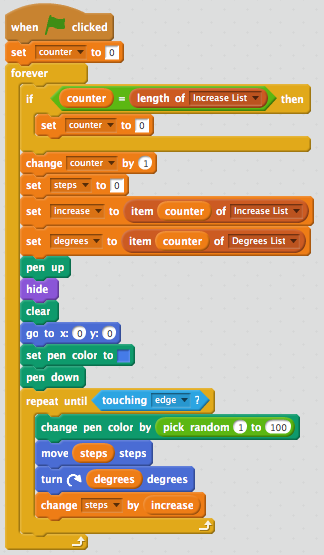 when clicked
set counter to 0
forever
if counter = length of Increase List then
set counter to 0
change counter by 1
set steps to 0
set increase to item counter of Increase List
set degrees to item counter of Degrees List
pen up
hide
clear
go to x: 0 y: 0
set pen color to
pen down
repeat until touching edge ?
change pen color by pick random 1 to 100
move steps steps
turn degrees degrees
change steps by increase